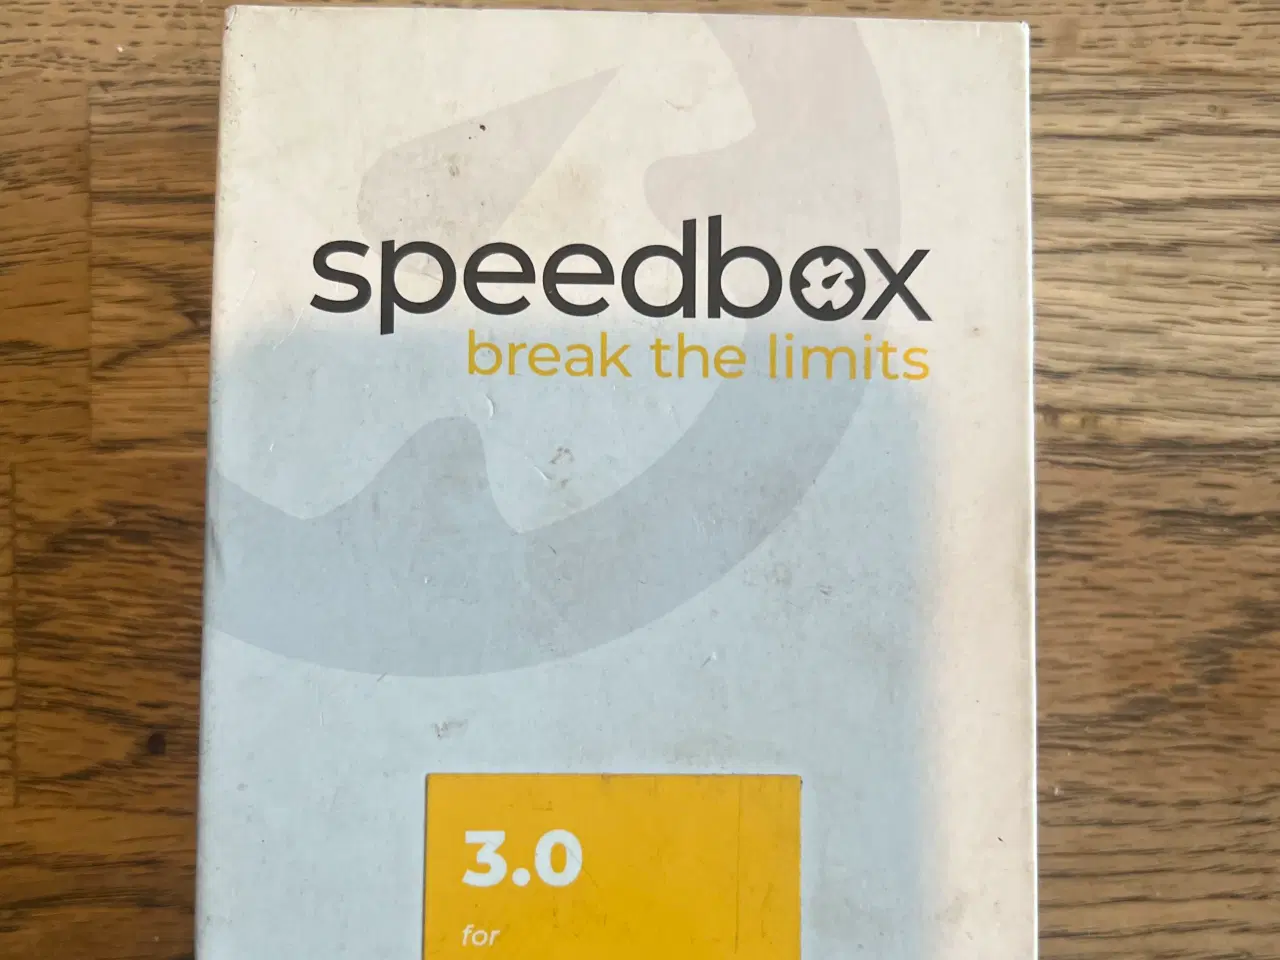 speedbox
break the limits
3.0
for